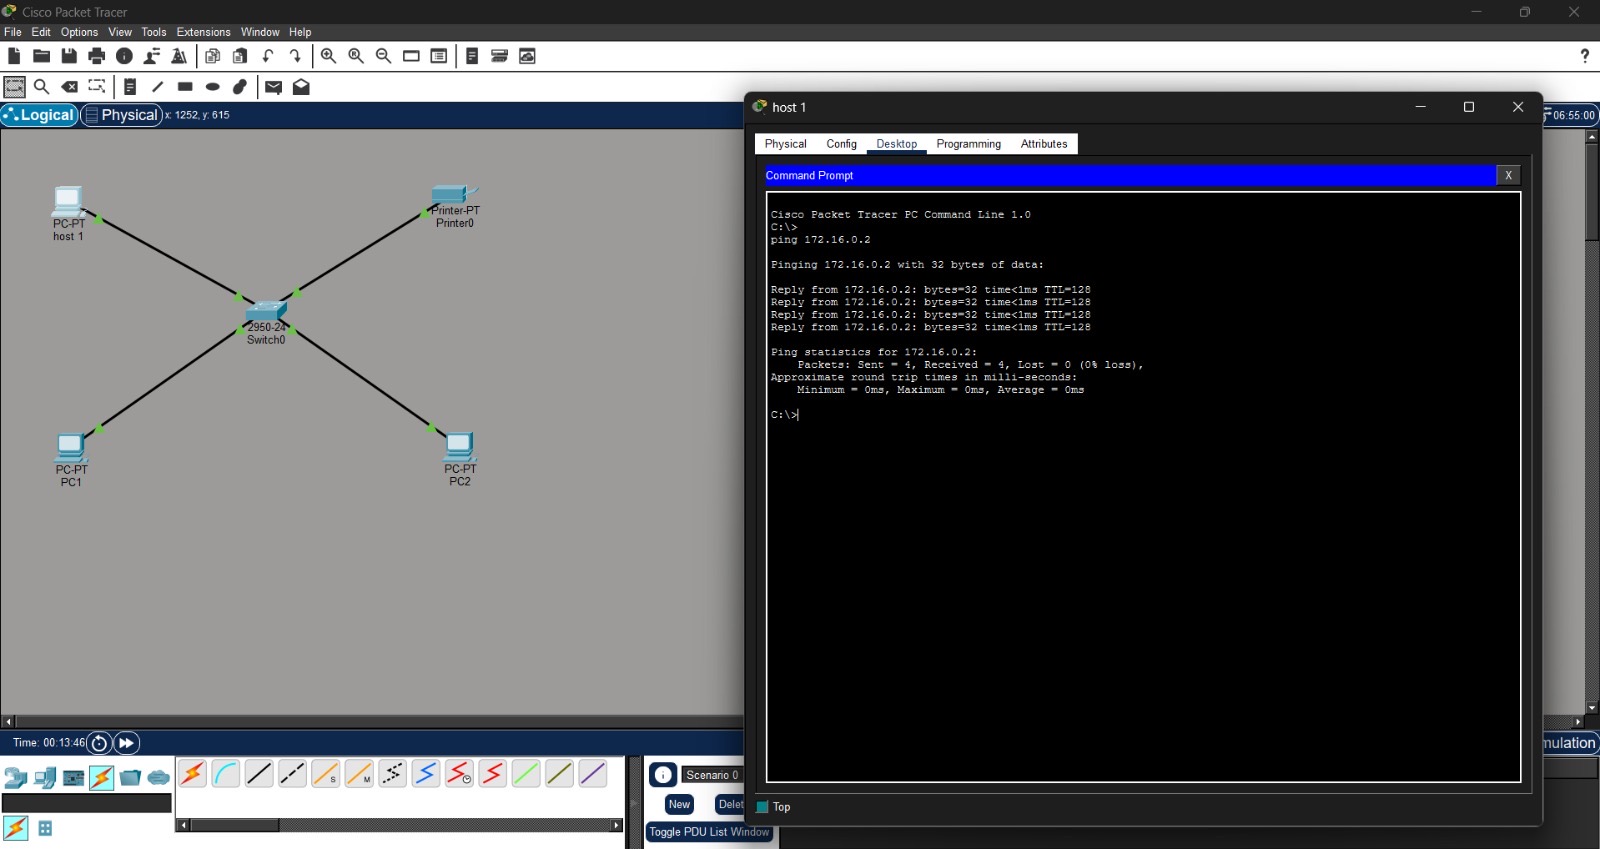 Cisco Packet Tracer
File Edit Options View Tools Extensions Window Help
?
Logical Physical x: 1252, y: 615
06:55:00
PC-PT
host 1
Printer-PT
Printer0
2950-24
Switch0
PC-PT
PC1
PC-PT
PC2
host 1
Physical Config Desktop Programming Attributes
Command Prompt
X
Cisco Packet Tracer PC Command Line 1.0
C:\>
ping 172.16.0.2
Pinging 172.16.0.2 with 32 bytes of data:
Reply from 172.16.0.2: bytes=32 time<1ms TTL=128
Reply from 172.16.0.2: bytes=32 time<1ms TTL=128
Reply from 172.16.0.2: bytes=32 time<1ms TTL=128
Reply from 172.16.0.2: bytes=32 time<1ms TTL=128
Ping statistics for 172.16.0.2:
Packets: Sent = 4, Received = 4, Lost = 0 (0% loss),
Approximate round trip times in milli-seconds:
Minimum = 0ms, Maximum = 0ms, Average = 0ms
C:\>
Top
Time: 00:13:46
mulation
S
M
Scenario 0
New Delet
Toggle PDU List Window